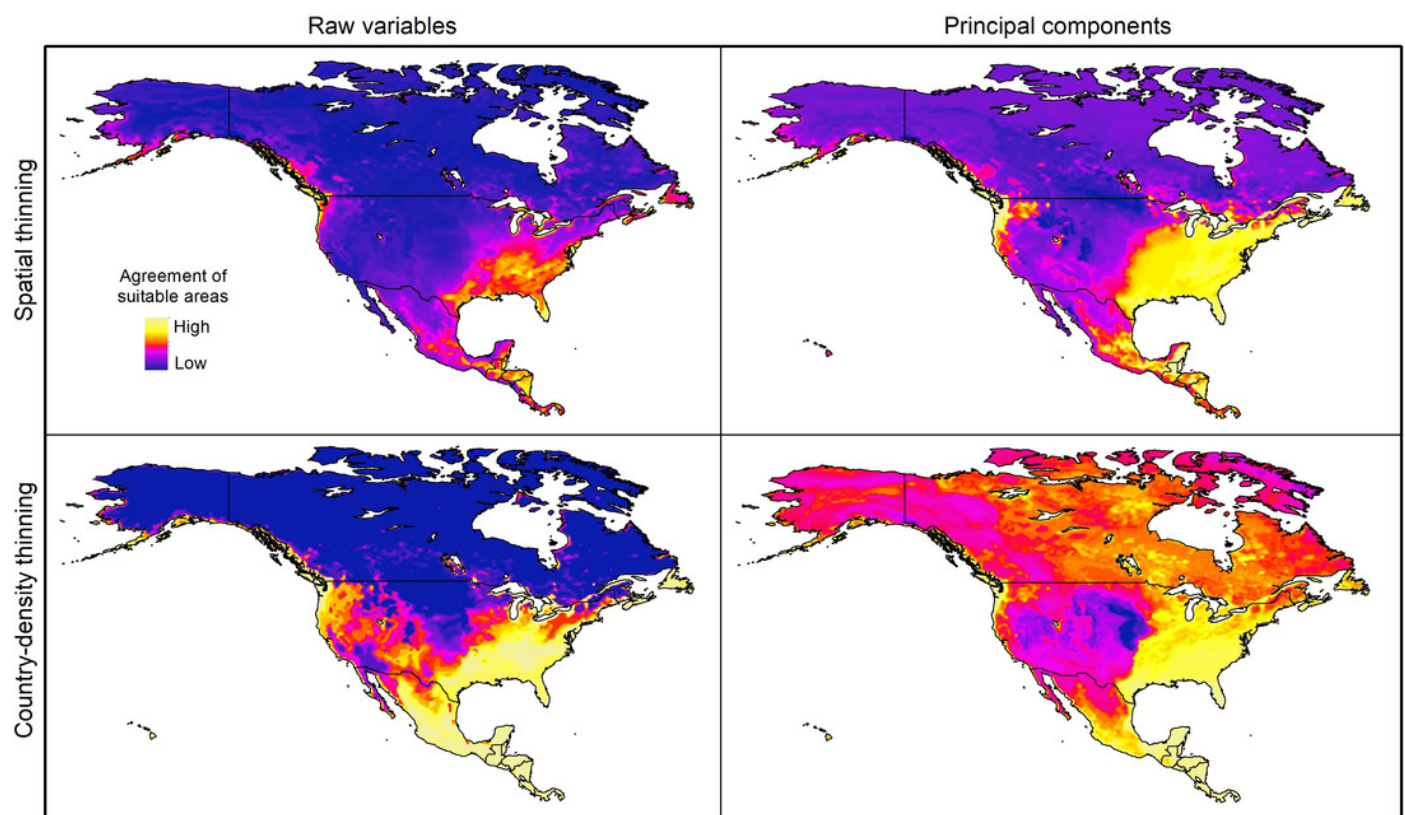 Raw variables
Principal components
Spatial thinning
Agreement of
suitable areas
High
Low
Country-density thinning